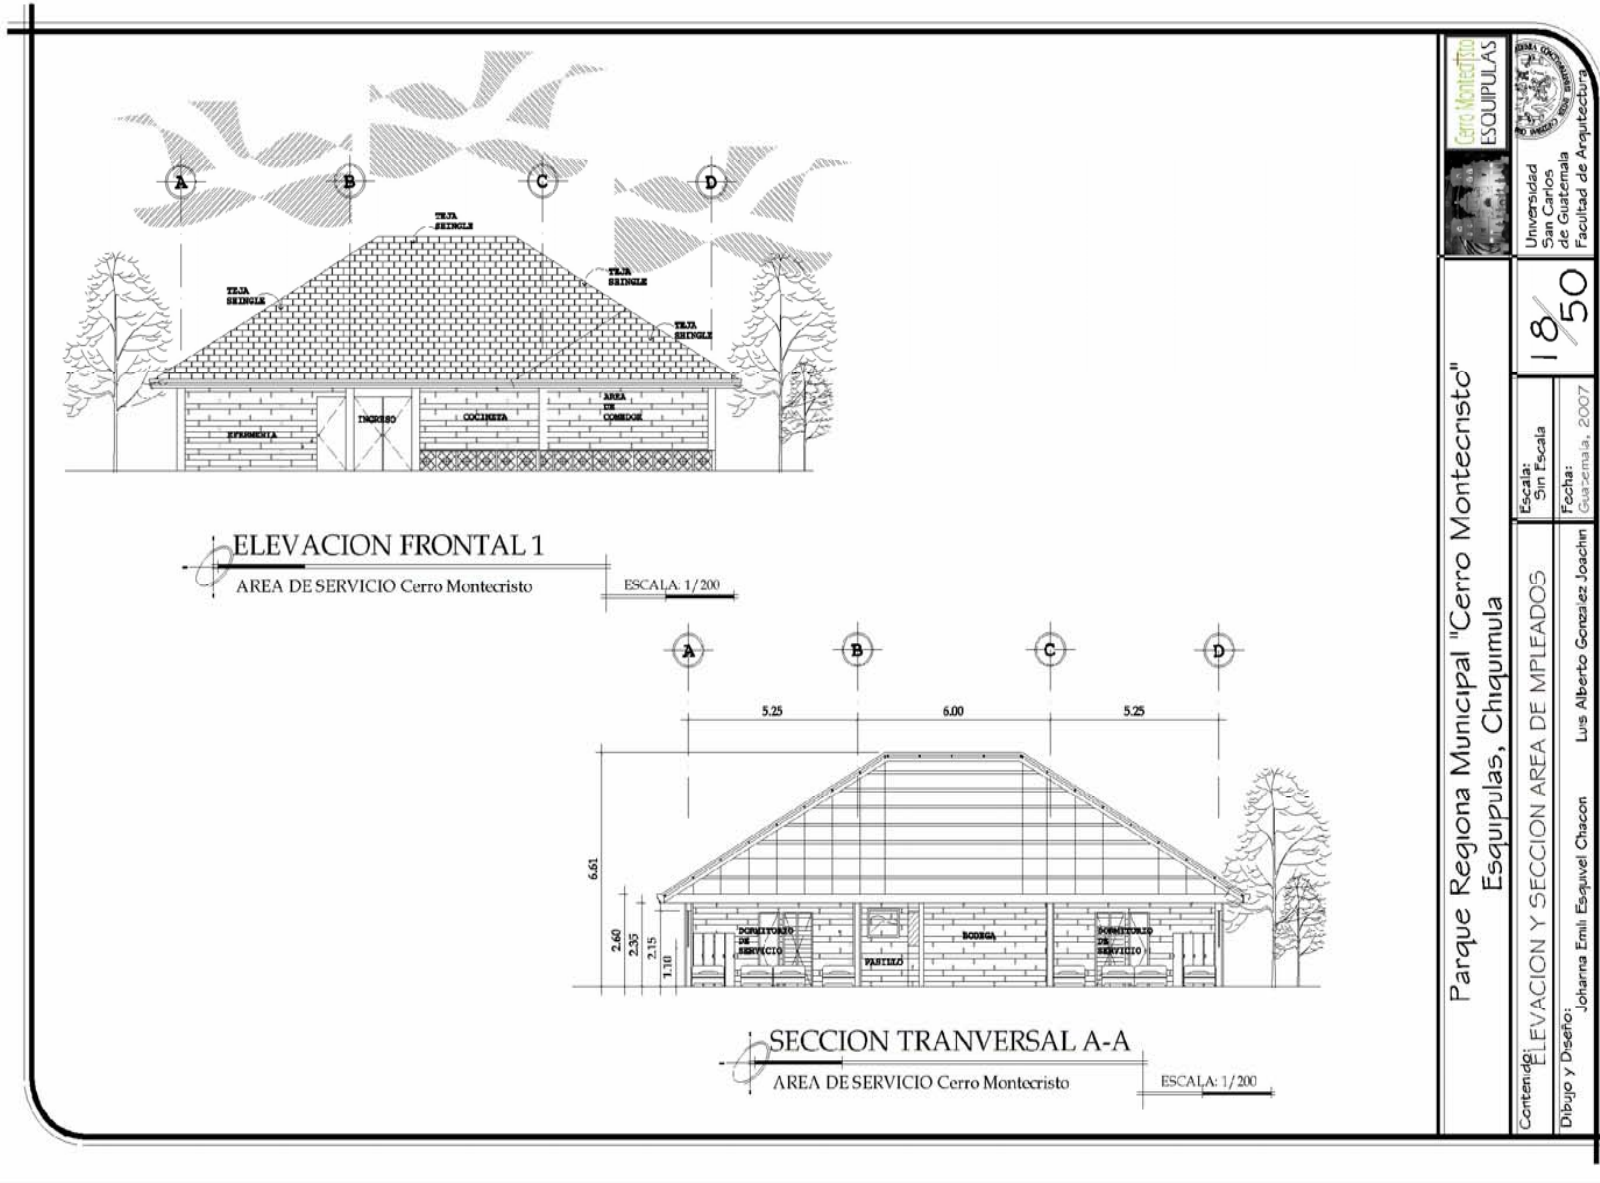 A
B
C
D
TEJA
SHINGLE
TEJA
SHINGLE
TEJA
SHINGLE
TEJA
SHINGLE
EFERMERIA
INGRESO
COCINETA
AREA
DE
COMEDOR
ELEVACION FRONTAL 1
AREA DE SERVICIO Cerro Montecristo
ESCALA: 1/200
A
B
C
D
5.25
6.00
5.25
6.61
2.60
2.35
2.15
1.10
DORMITORIO
DE
SERVICIO
PASILLO
BODEGA
DORMITORIO
DE
SERVICIO
SECCION TRANVERSAL A-A
AREA DE SERVICIO Cerro Montecristo
ESCALA: 1/200
Cerro Montecristo
ESQUIPULAS
Universidad
San Carlos
de Guatemala
Facultad de Arquitectura
18/50
Parque Regiona Municipal "Cerro Montecristo"
Esquipulas, Chiquimula
Escala:
Sin Escala
Fecha:
Guatemala, 2007
Contenido:
ELEVACION Y SECCION AREA DE MPLEADOS
Dibujo y Diseño:
Johanna Emili Esquivel Chacon
Luis Alberto Gonzalez Joachin